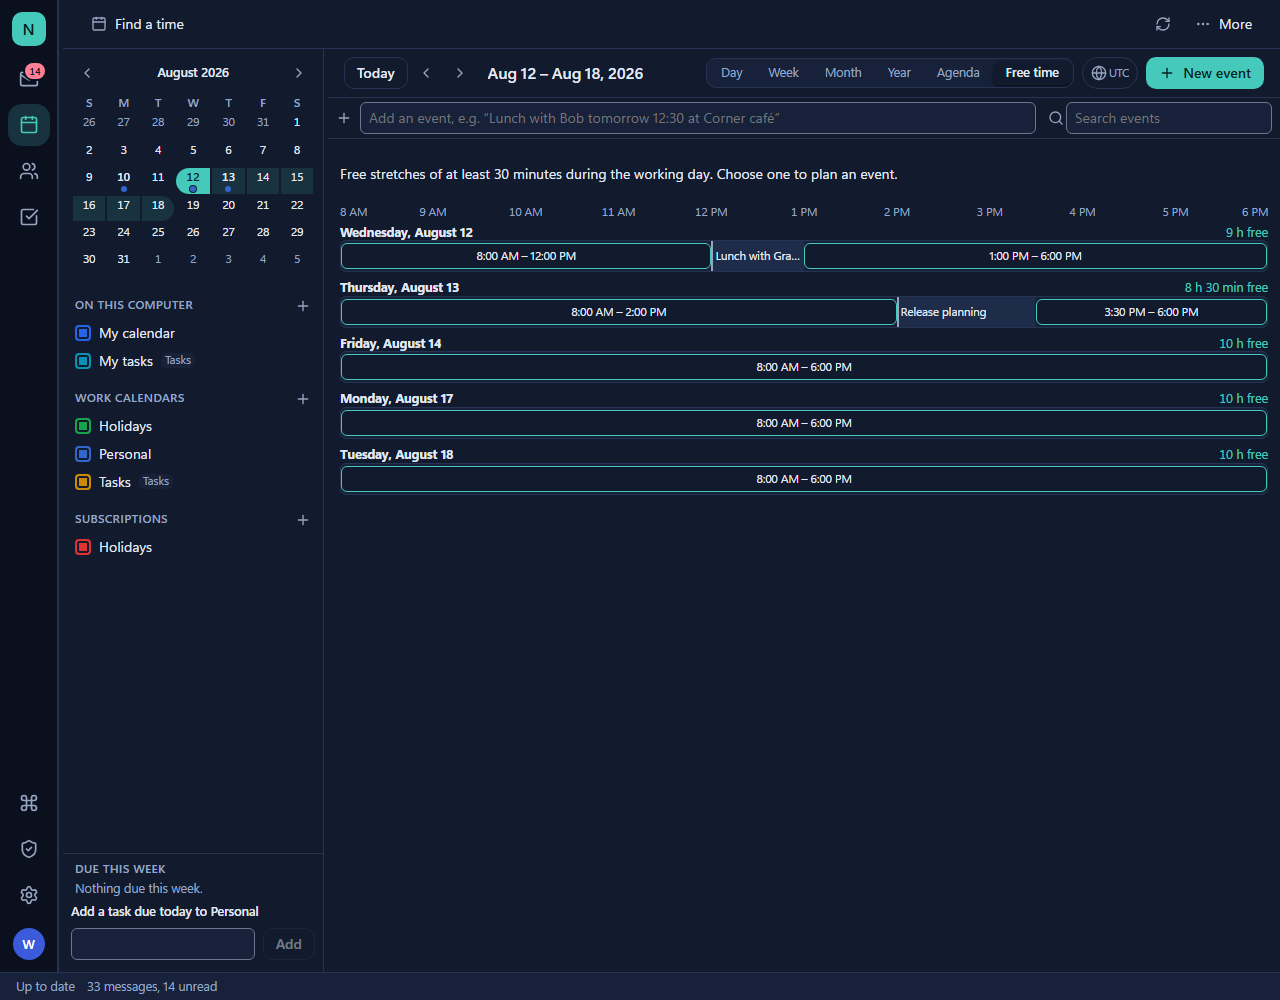 N
Find a time
More
14
August 2026
S M T W T F S
26 27 28 29 30 31 1
2 3 4 5 6 7 8
9 10 11 12 13 14 15
16 17 18 19 20 21 22
23 24 25 26 27 28 29
30 31 1 2 3 4 5
ON THIS COMPUTER
My calendar
My tasks Tasks
WORK CALENDARS
Holidays
Personal
Tasks Tasks
SUBSCRIPTIONS
Holidays
DUE THIS WEEK
Nothing due this week.
Add a task due today to Personal
Add
W
Today
Aug 12 – Aug 18, 2026
Day Week Month Year Agenda Free time
UTC
New event
Add an event, e.g. “Lunch with Bob tomorrow 12:30 at Corner café”
Search events
Free stretches of at least 30 minutes during the working day. Choose one to plan an event.
8 AM 9 AM 10 AM 11 AM 12 PM 1 PM 2 PM 3 PM 4 PM 5 PM 6 PM
Wednesday, August 12 9 h free
8:00 AM – 12:00 PM Lunch with Gra... 1:00 PM – 6:00 PM
Thursday, August 13 8 h 30 min free
8:00 AM – 2:00 PM Release planning 3:30 PM – 6:00 PM
Friday, August 14 10 h free
8:00 AM – 6:00 PM
Monday, August 17 10 h free
8:00 AM – 6:00 PM
Tuesday, August 18 10 h free
8:00 AM – 6:00 PM
Up to date 33 messages, 14 unread